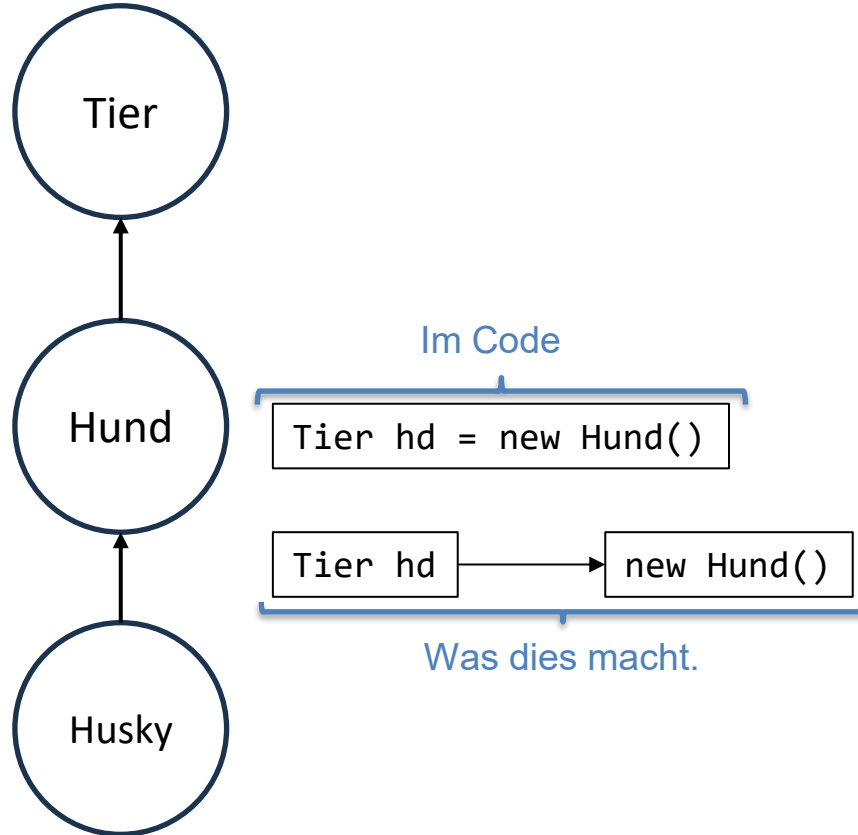 Tier
Hund
Im Code
Tier hd = new Hund()
Tier hd
new Hund()
Was dies macht.
Husky